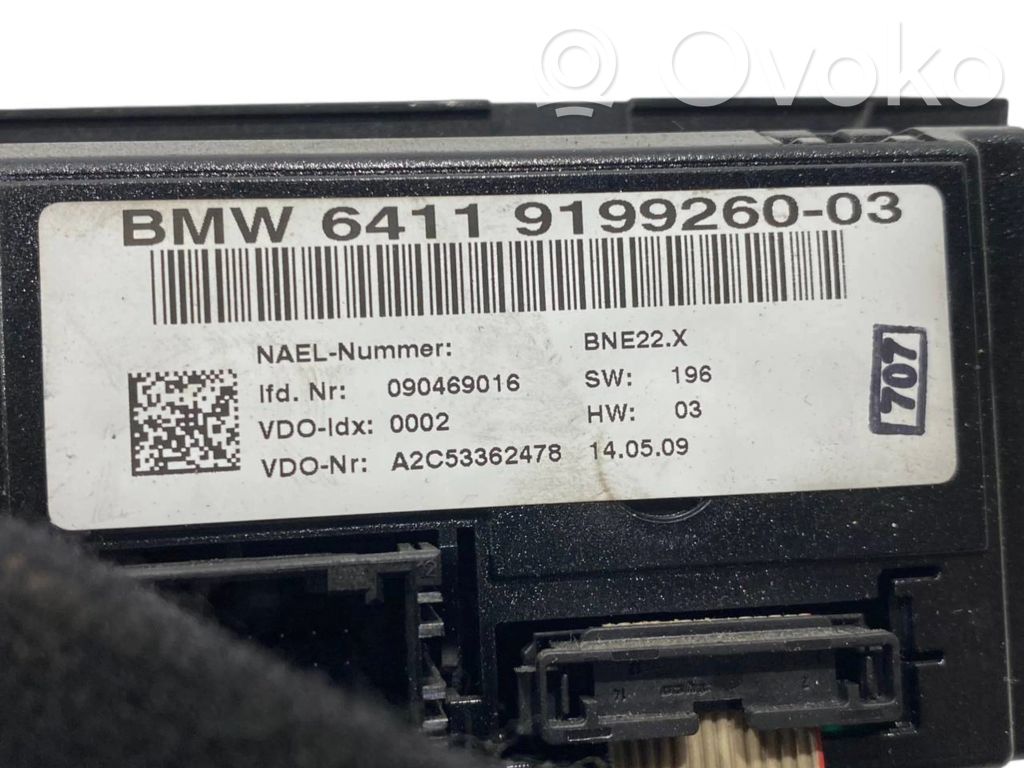 Ovoko
BMW 6411 9199260-03
NAEL-Nummer: BNE22.X
lfd. Nr: 090469016 SW: 196
VDO-Idx: 0002 HW: 03
VDO-Nr: A2C53362478 14.05.09
707
12